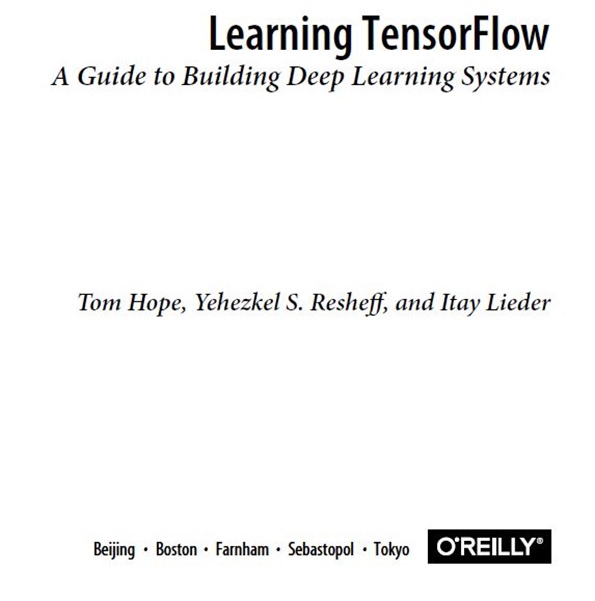 Learning TensorFlow
A Guide to Building Deep Learning Systems
Tom Hope, Yehezkel S. Resheff, and Itay Lieder
Beijing · Boston · Farnham · Sebastopol · Tokyo O'REILLY®